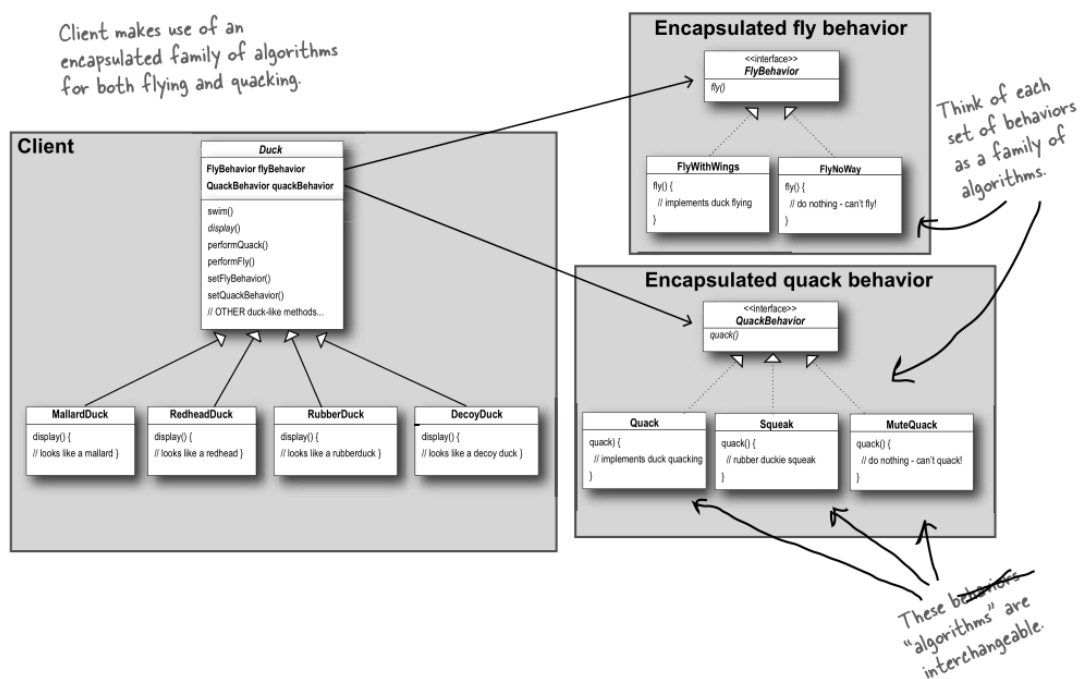 Client makes use of an
encapsulated family of algorithms
for both flying and quacking.
Client
Duck
FlyBehavior flyBehavior
QuackBehavior quackBehavior
swim()
display()
performQuack()
performFly()
setFlyBehavior()
setQuackBehavior()
// OTHER duck-like methods...
MallardDuck
display() {
// looks like a mallard }
RedheadDuck
display() {
// looks like a redhead }
RubberDuck
display() {
// looks like a rubberduck }
DecoyDuck
display() {
// looks like a decoy duck }
Encapsulated fly behavior
<<interface>>
FlyBehavior
fly()
FlyWithWings
fly() {
// implements duck flying
}
FlyNoWay
fly() {
// do nothing - can't fly!
}
Think of each
set of behaviors
as a family of
algorithms.
Encapsulated quack behavior
<<interface>>
QuackBehavior
quack()
Quack
quack) {
// implements duck quacking
}
Squeak
quack() {
// rubber duckie squeak
}
MuteQuack
quack() {
// do nothing - can't quack!
}
These behaviors
“algorithms” are
interchangeable.